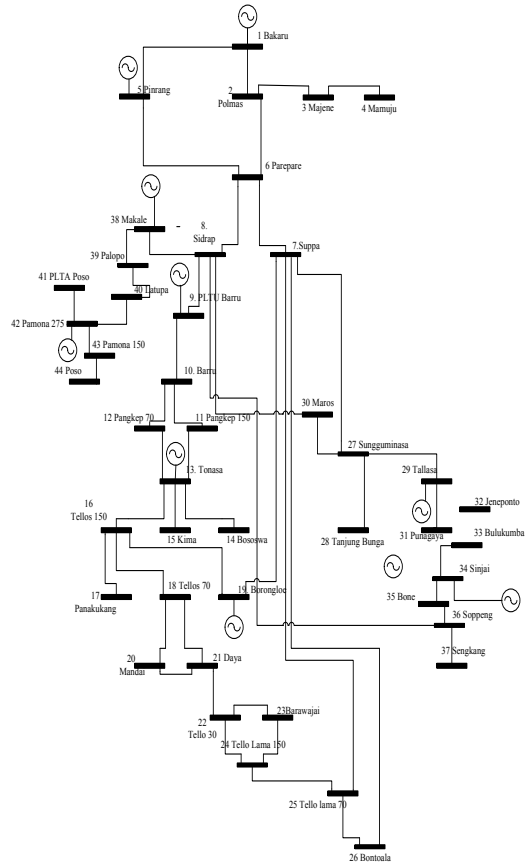 1 Bakaru
5 Pinrang
2
Polmas
3 Majene
4 Mamuju
6 Parepare
38 Makale
8.
Sidrap
7.Suppa
39 Palopo
41 PLTA Poso
40 Latupa
9. PLTU Barru
42 Pamona 275
43 Pamona 150
44 Poso
10. Barru
30 Maros
12 Pangkep 70
11 Pangkep 150
27 Sungguminasa
13. Tonasa
29 Tallasa
32 Jeneponto
16
Tellos 150
15 Kima
14 Bososwa
28 Tanjung Bunga
31 Punagaya
33 Bulukumba
34 Sinjai
17
Panakukang
18 Tellos 70
19. Borongloe
35 Bone
36 Soppeng
20
Mandai
21 Daya
37 Sengkang
22
Tello 30
23Barawajai
24 Tello Lama 150
25 Tello lama 70
26 Bontoala